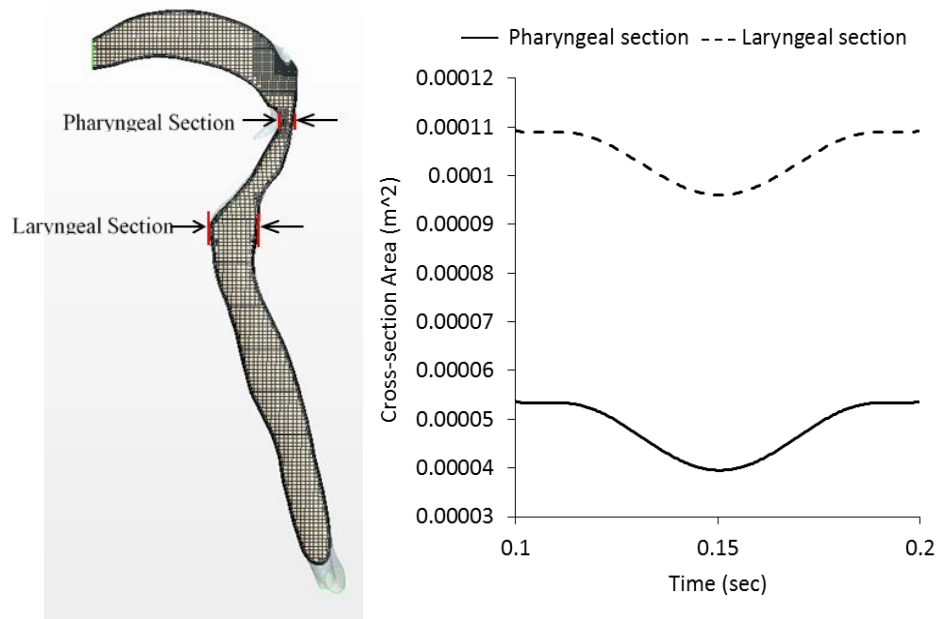 Pharyngeal Section
Laryngeal Section
Pharyngeal section Laryngeal section
Cross-section Area (m^2)
0.00012
0.00011
0.0001
0.00009
0.00008
0.00007
0.00006
0.00005
0.00004
0.00003
0.1 0.15 0.2
Time (sec)